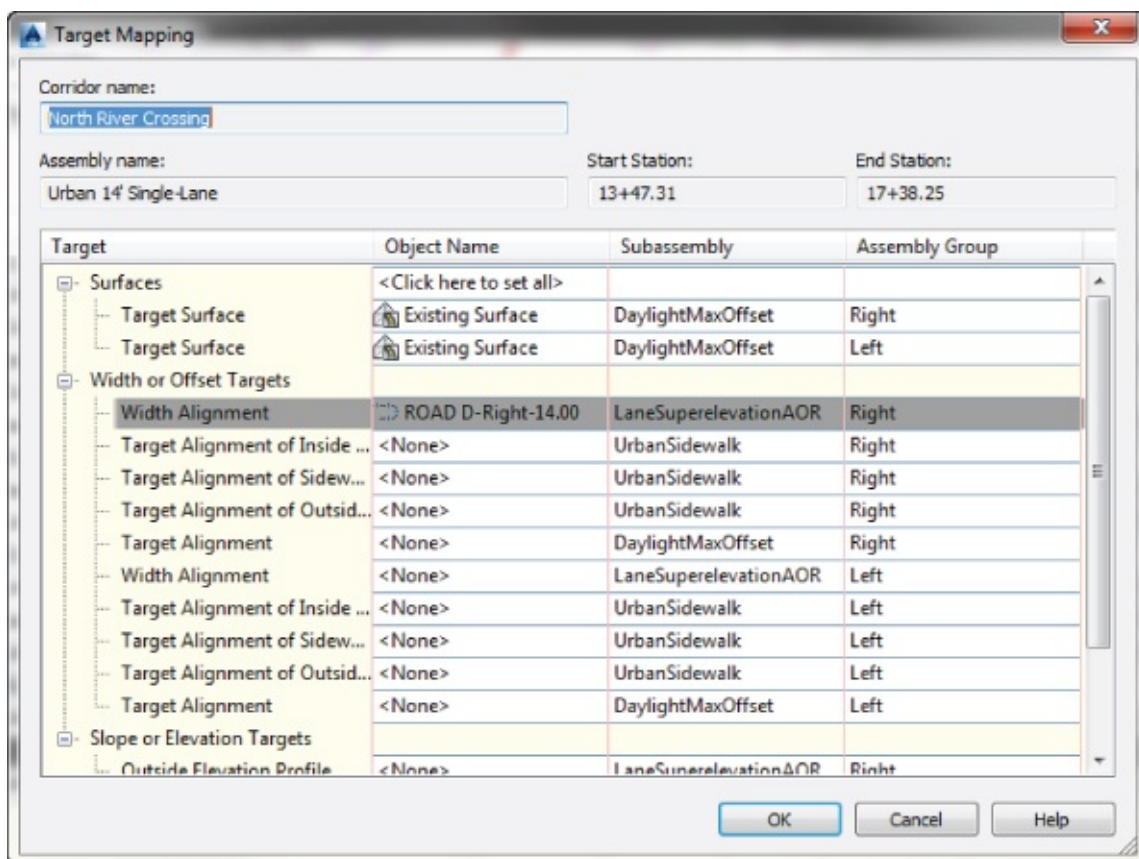 Target Mapping
Corridor name:
North River Crossing
Assembly name: Start Station: End Station:
Urban 14' Single-Lane 13+47.31 17+38.25
Target Object Name Subassembly Assembly Group
Surfaces <Click here to set all>
Target Surface Existing Surface DaylightMaxOffset Right
Target Surface Existing Surface DaylightMaxOffset Left
Width or Offset Targets
Width Alignment ROAD D-Right-14.00 LaneSuperelevationAOR Right
Target Alignment of Inside ... <None> UrbanSidewalk Right
Target Alignment of Sidew... <None> UrbanSidewalk Right
Target Alignment of Outsid... <None> UrbanSidewalk Right
Target Alignment <None> DaylightMaxOffset Right
Width Alignment <None> LaneSuperelevationAOR Left
Target Alignment of Inside ... <None> UrbanSidewalk Left
Target Alignment of Sidew... <None> UrbanSidewalk Left
Target Alignment of Outsid... <None> UrbanSidewalk Left
Target Alignment <None> DaylightMaxOffset Left
Slope or Elevation Targets
Outside Elevation Profile <None> LaneSuperelevationAOR Right
OK Cancel Help